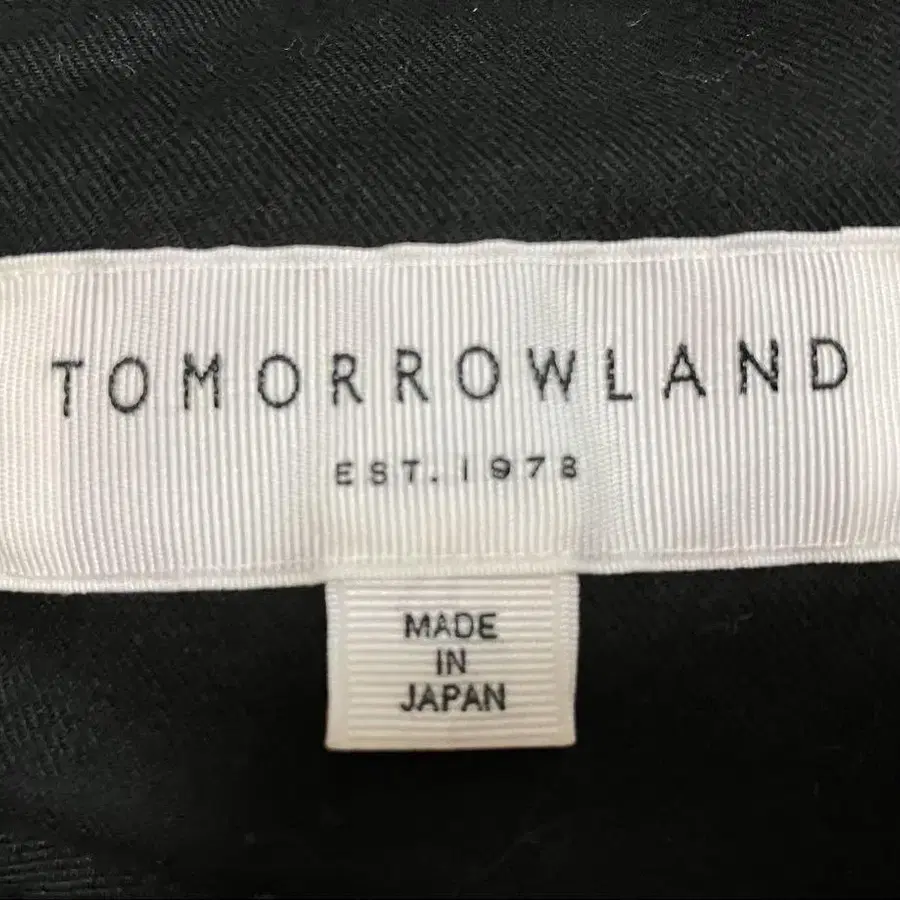 TOMORROWLAND
EST. 1978
MADE
IN
JAPAN